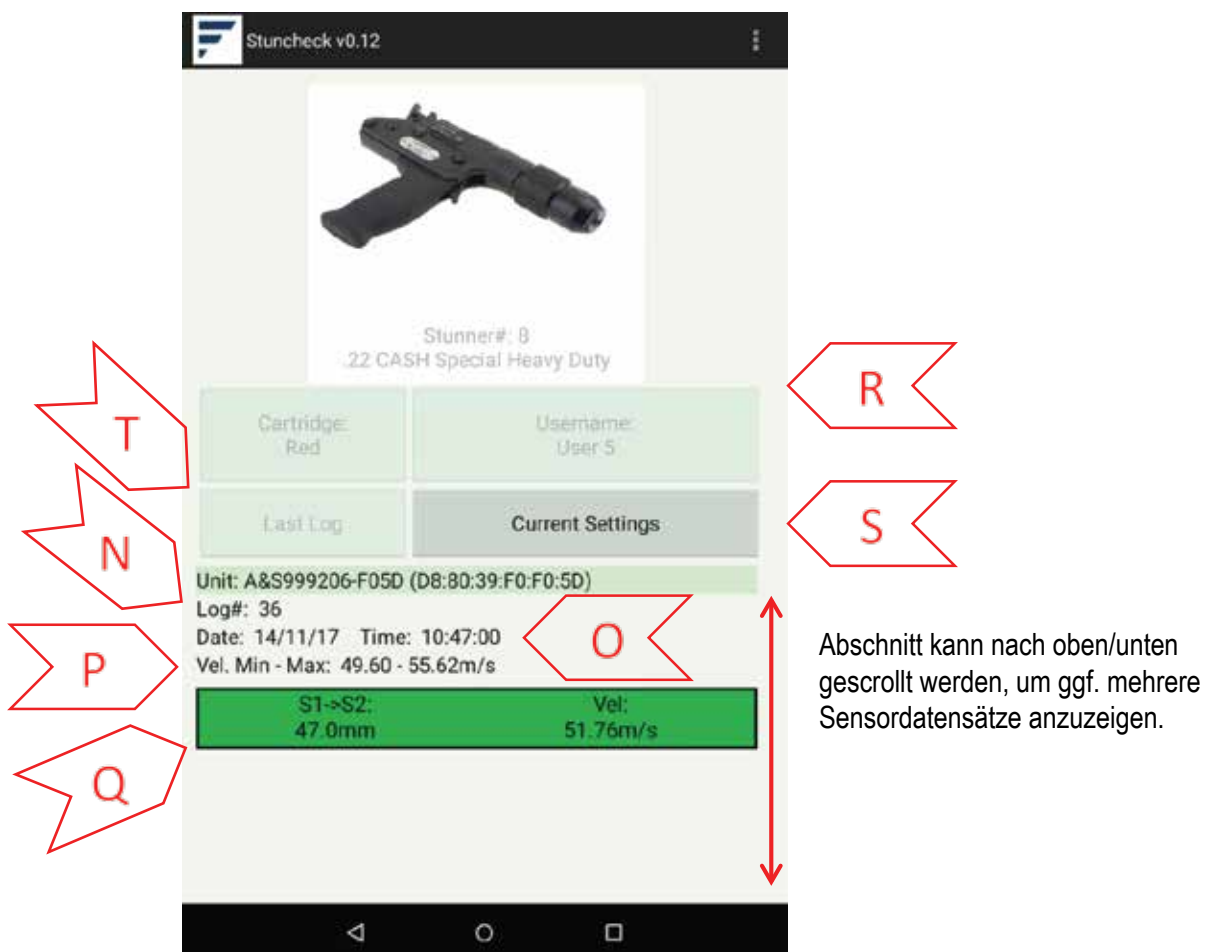 Stuncheck v0.12
Stunner#: 8
.22 CASH Special Heavy Duty
R
T
Cartridge:
Red
Username:
User 5
Last Log
Current Settings
S
N
Unit: A&S999206-F05D (D8:80:39:F0:F0:5D)
Log#: 36
Date: 14/11/17 Time: 10:47:00
O
P
Vel. Min - Max: 49.60 - 55.62m/s
S1->S2:
47.0mm
Vel:
51.76m/s
Q
Abschnitt kann nach oben/unten
gescrollt werden, um ggf. mehrere
Sensordatensätze anzuzeigen.